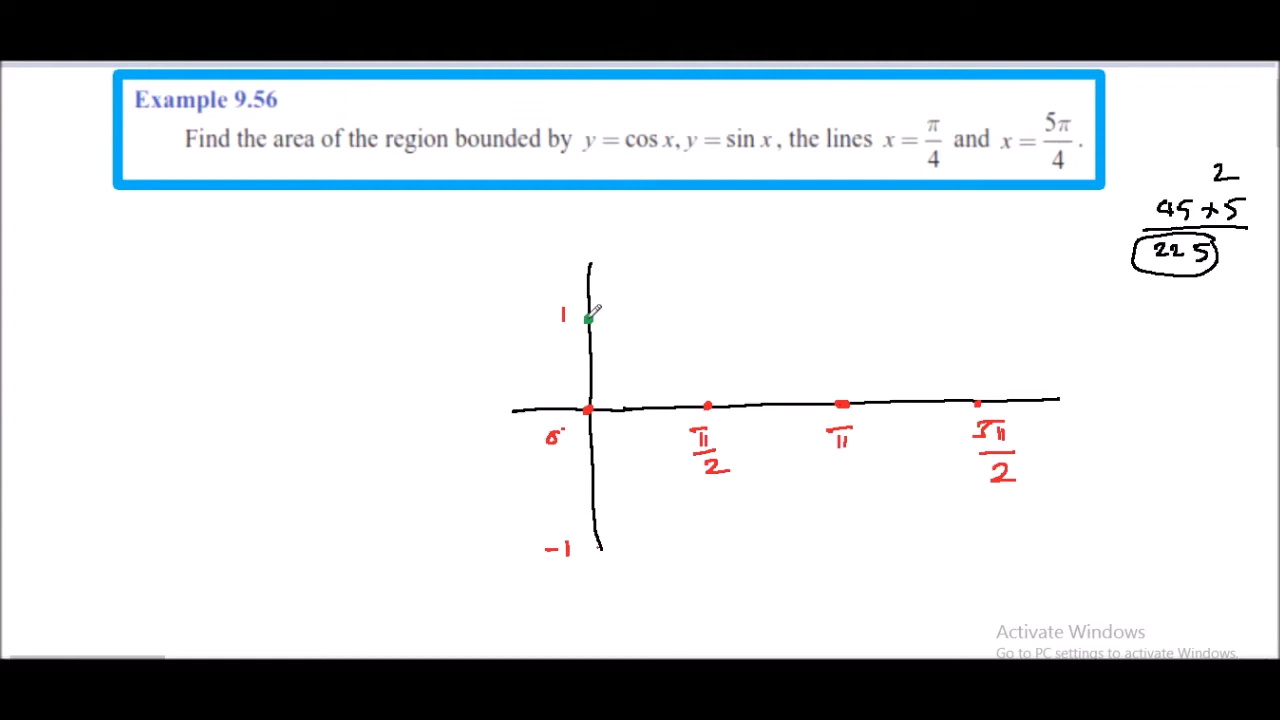 Example 9.56
Find the area of the region bounded by y = cos x, y = sin x, the lines x = π/4 and x = 5π/4.
2
45 × 5
225
1
0 π/2 π 3π/2
-1
Activate Windows
Go to PC settings to activate Windows.